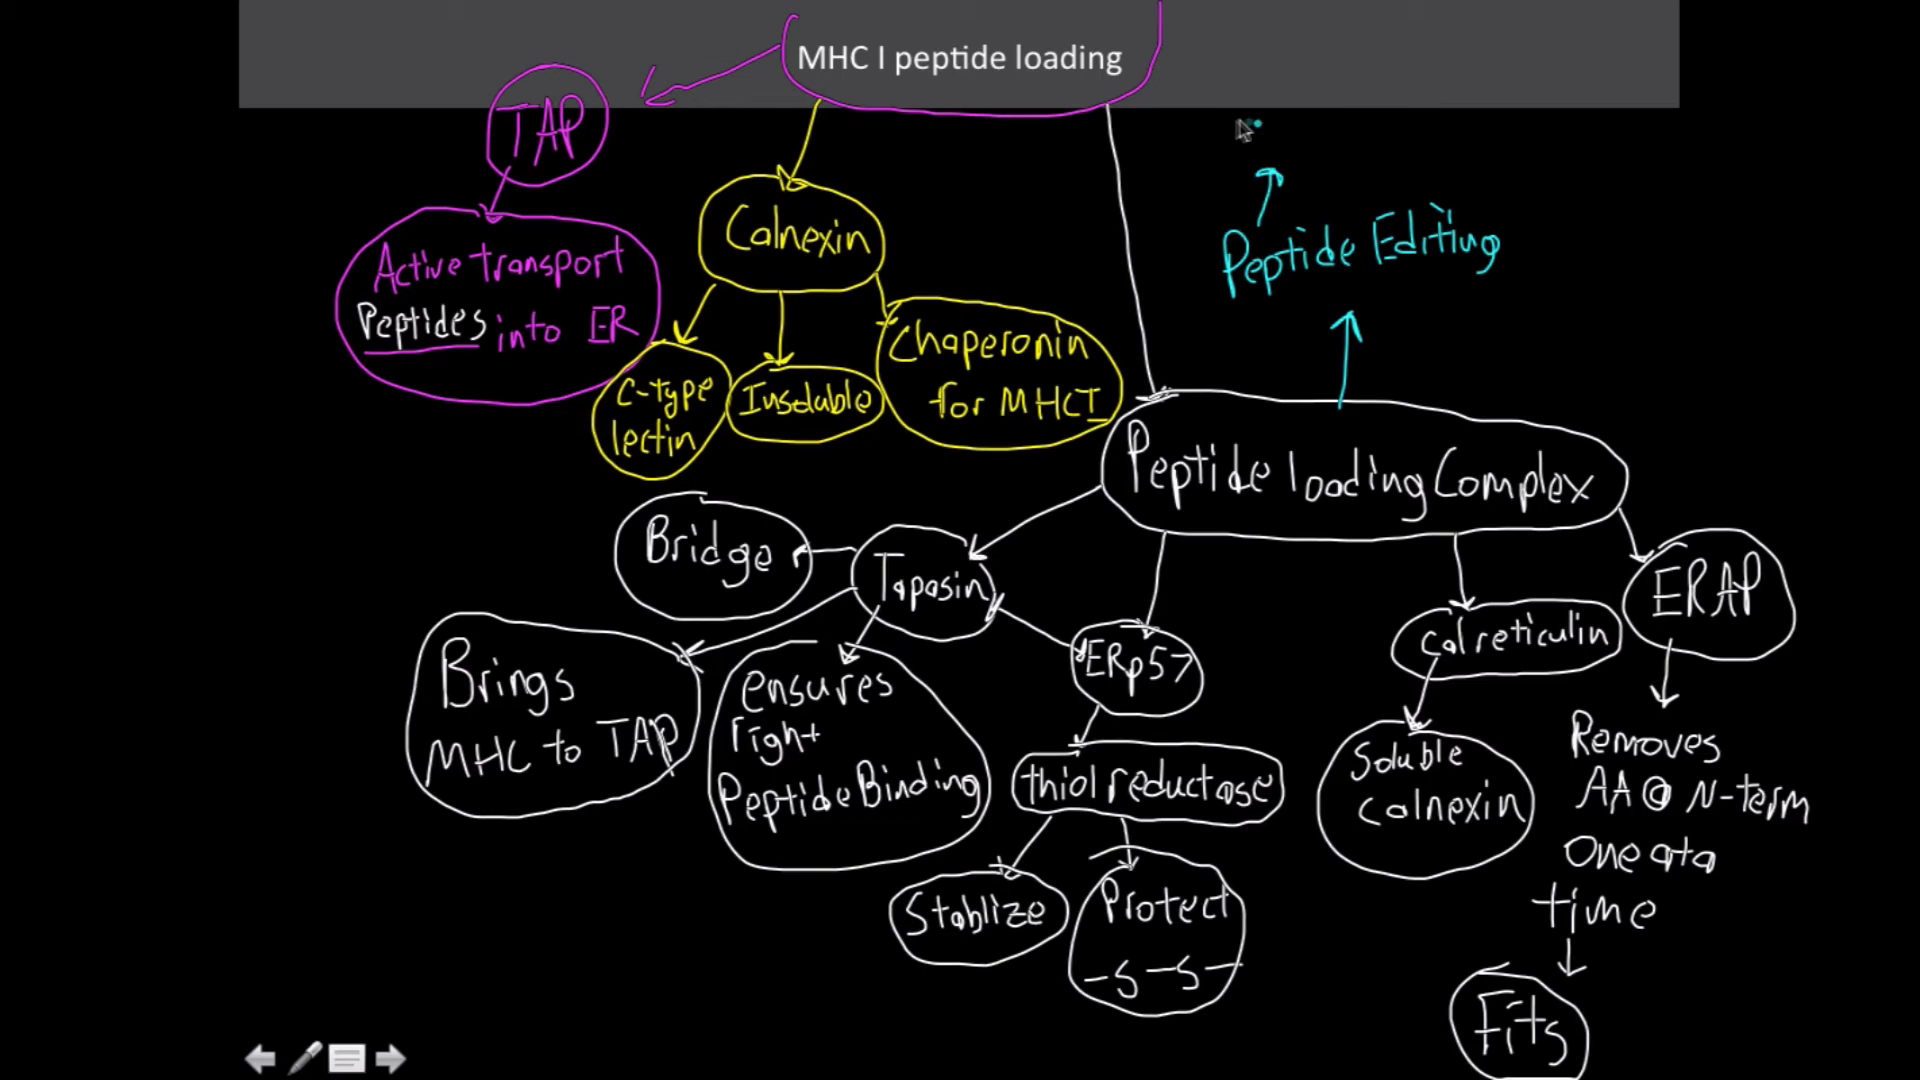 MHC I peptide loading
TAP
Active transport
Peptides into ER
Calnexin
C-type
lectin
Insoluble
Chaperonin
for MHC I
Peptide Editing
Peptide loading Complex
Bridge
Tapasin
Brings
MHC to TAP
ensures
right
Peptide Binding
ERp57
thiol reductase
Stablize
Protect
-S-S-
Calreticulin
Soluble
Calnexin
ERAP
Removes
AA @ N-term
One at a
time
Fits